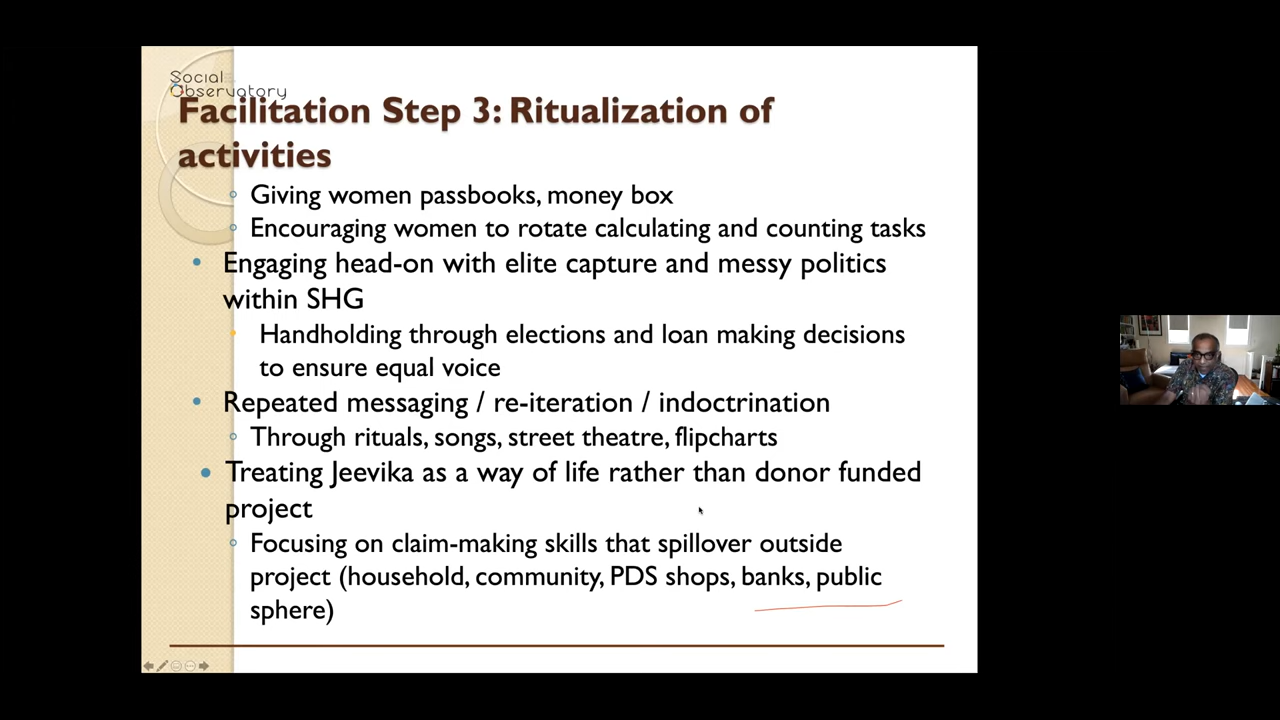 Social
Observatory
Facilitation Step 3: Ritualization of
activities
Giving women passbooks, money box
Encouraging women to rotate calculating and counting tasks
Engaging head-on with elite capture and messy politics
within SHG
Handholding through elections and loan making decisions
to ensure equal voice
Repeated messaging / re-iteration / indoctrination
Through rituals, songs, street theatre, flipcharts
Treating Jeevika as a way of life rather than donor funded
project
Focusing on claim-making skills that spillover outside
project (household, community, PDS shops, banks, public
sphere)